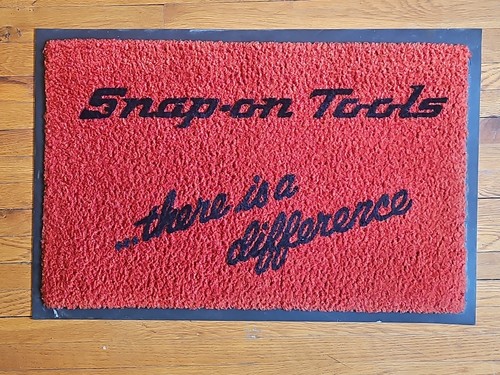 Snap-on Tools
...there is a
difference